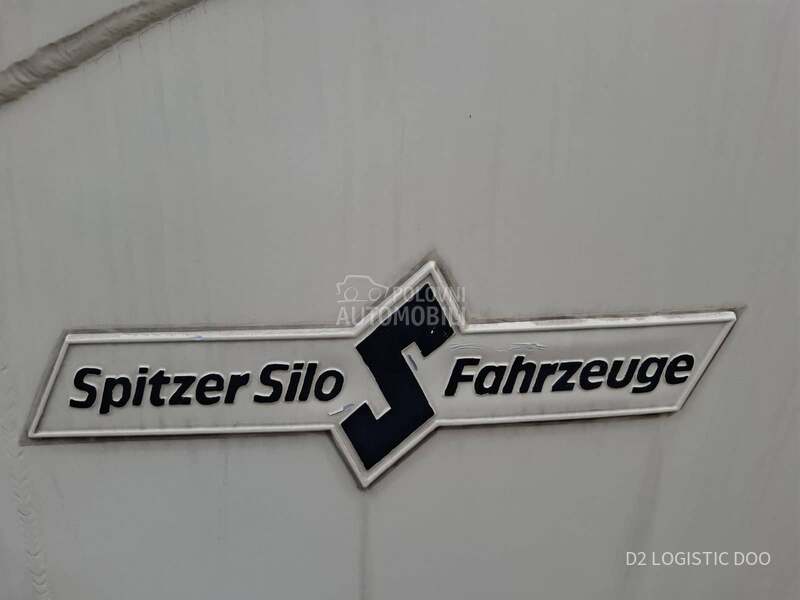 POLOVNI
AUTOMOBILI
Spitzer Silo S Fahrzeuge
D2 LOGISTIC DOO